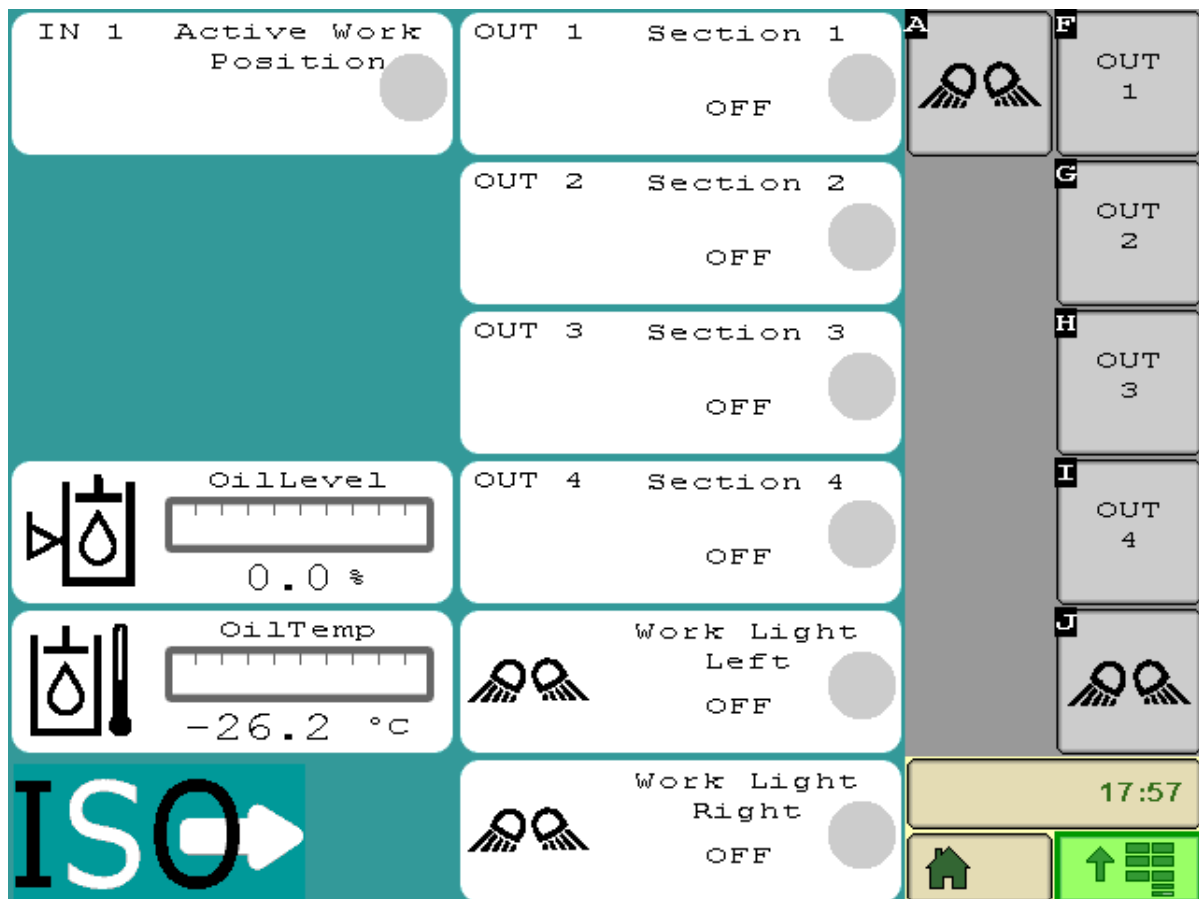 IN 1 Active Work
Position
OUT 1 Section 1
OFF
OUT 2 Section 2
OFF
OUT 3 Section 3
OFF
OilLevel
0.0 %
OUT 4 Section 4
OFF
OilTemp
-26.2 °C
Work Light
Left
OFF
ISO
Work Light
Right
OFF
A
F
OUT
1
G
OUT
2
H
OUT
3
I
OUT
4
J
17:57